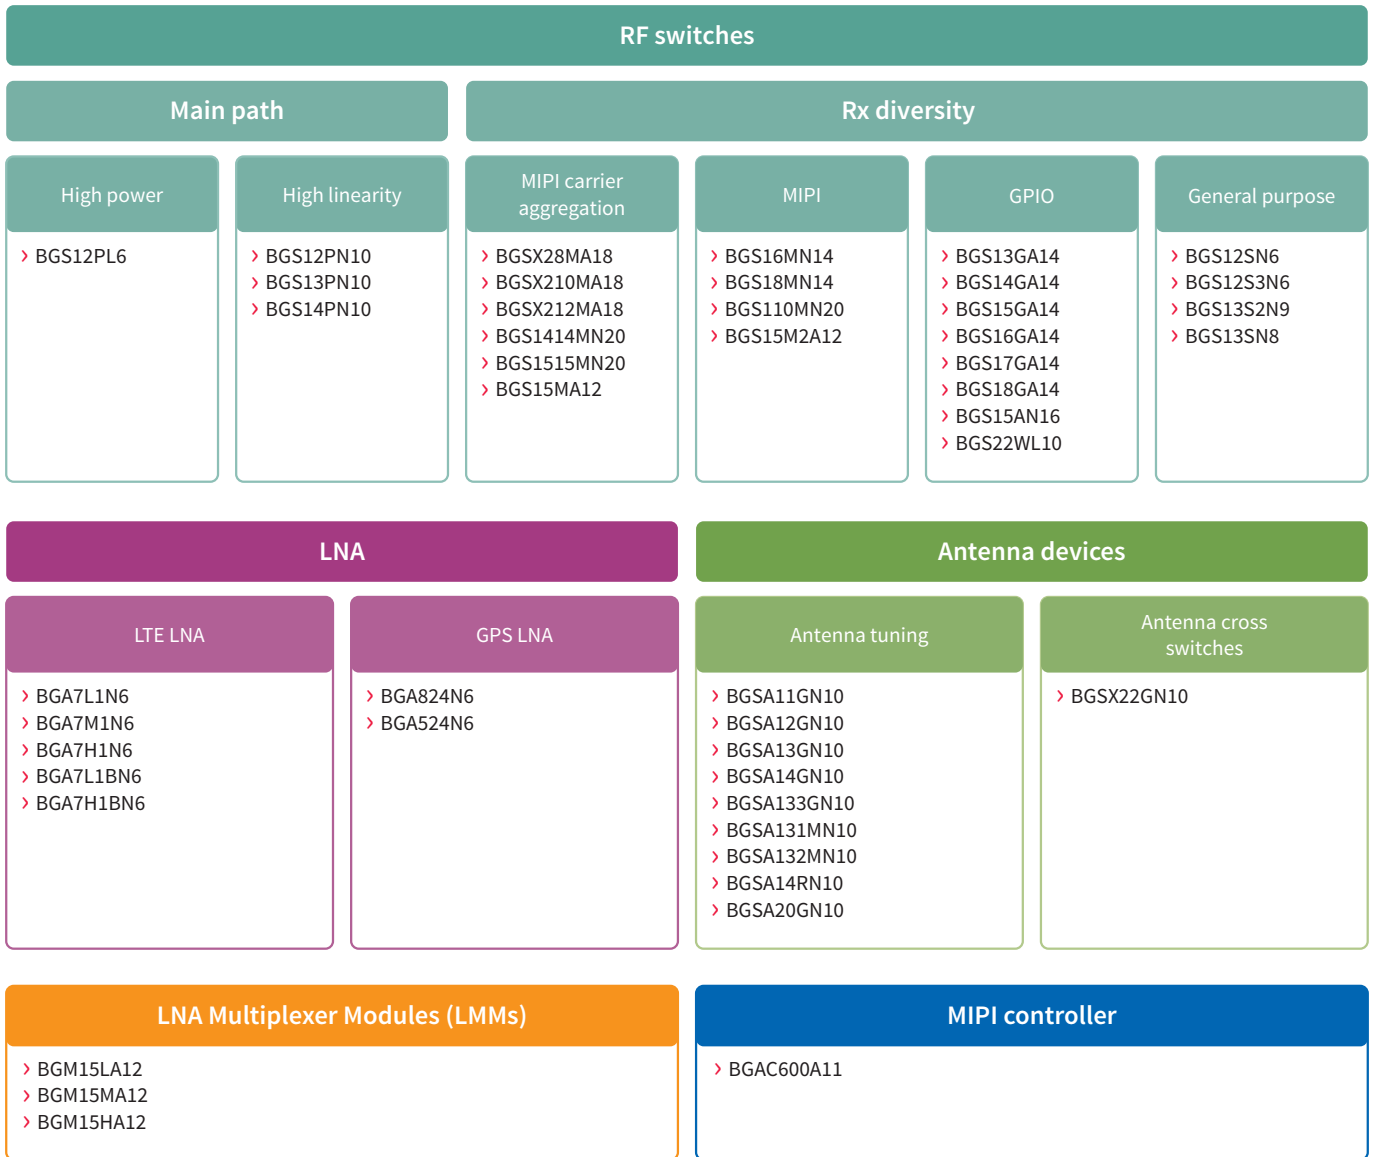 RF switches
Main path
Rx diversity
High power
BGS12PL6
High linearity
BGS12PN10
BGS13PN10
BGS14PN10
MIPI carrier
aggregation
BGSX28MA18
BGSX210MA18
BGSX212MA18
BGS1414MN20
BGS1515MN20
BGS15MA12
MIPI
BGS16MN14
BGS18MN14
BGS110MN20
BGS15M2A12
GPIO
BGS13GA14
BGS14GA14
BGS15GA14
BGS16GA14
BGS17GA14
BGS18GA14
BGS15AN16
BGS22WL10
General purpose
BGS12SN6
BGS12S3N6
BGS13S2N9
BGS13SN8
LNA
LTE LNA
BGA7L1N6
BGA7M1N6
BGA7H1N6
BGA7L1BN6
BGA7H1BN6
GPS LNA
BGA824N6
BGA524N6
Antenna devices
Antenna tuning
BGSA11GN10
BGSA12GN10
BGSA13GN10
BGSA14GN10
BGSA133GN10
BGSA131MN10
BGSA132MN10
BGSA14RN10
BGSA20GN10
Antenna cross
switches
BGSX22GN10
LNA Multiplexer Modules (LMMs)
BGM15LA12
BGM15MA12
BGM15HA12
MIPI controller
BGAC600A11